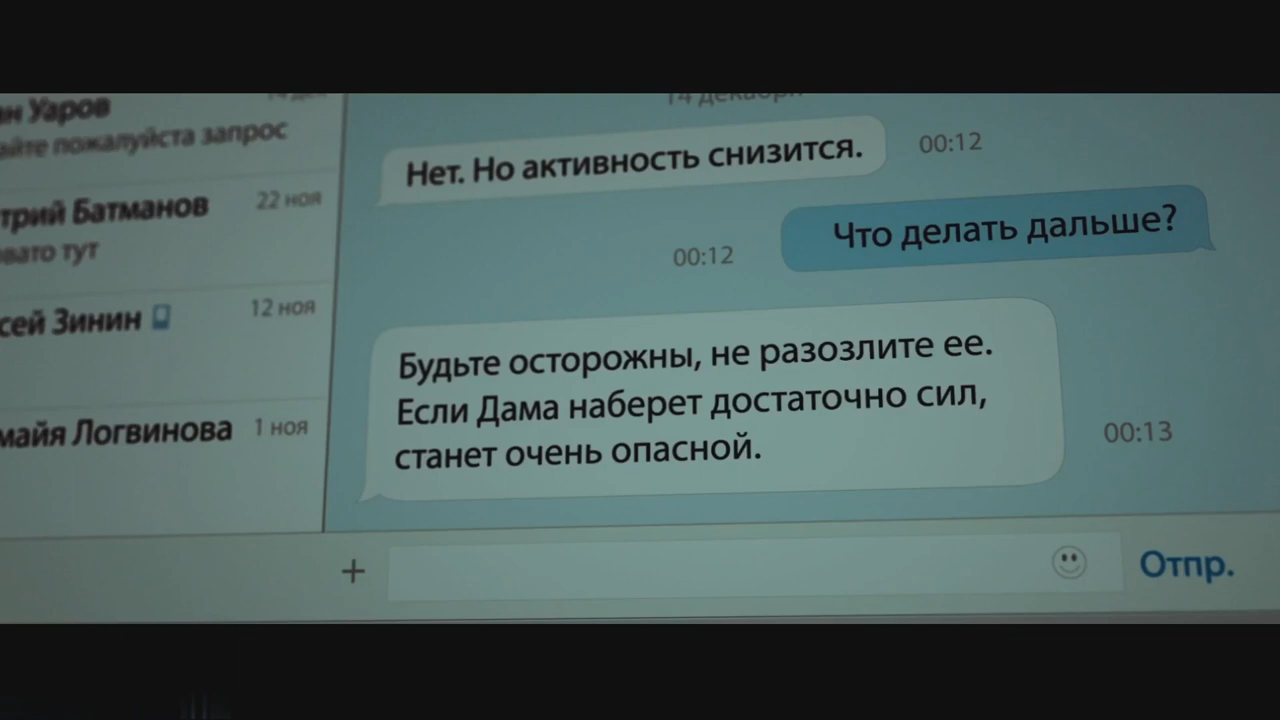 Уаров
пожалуйста запрос
Батманов 22 ноя
тут
Зинин 12 ноя
Логвинова 1 ноя
14 декабря
Нет. Но активность снизится. 00:12
00:12 Что делать дальше?
Будьте осторожны, не разозлите ее.
Если Дама наберет достаточно сил,
станет очень опасной.
00:13
+ Отпр.